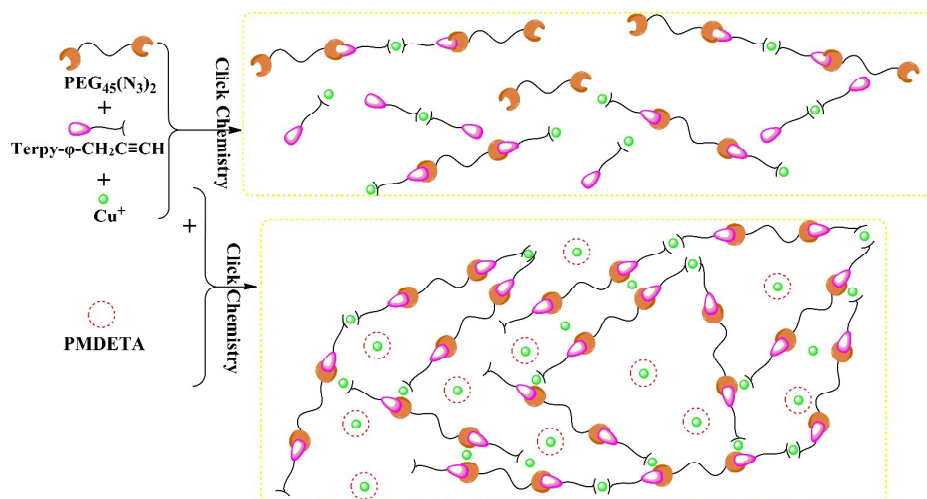 PEG₄₅(N₃)₂
+
Terpy-φ-CH₂C≡CH
+
Cu⁺
Click Chemistry
+
PMDETA
Click Chemistry